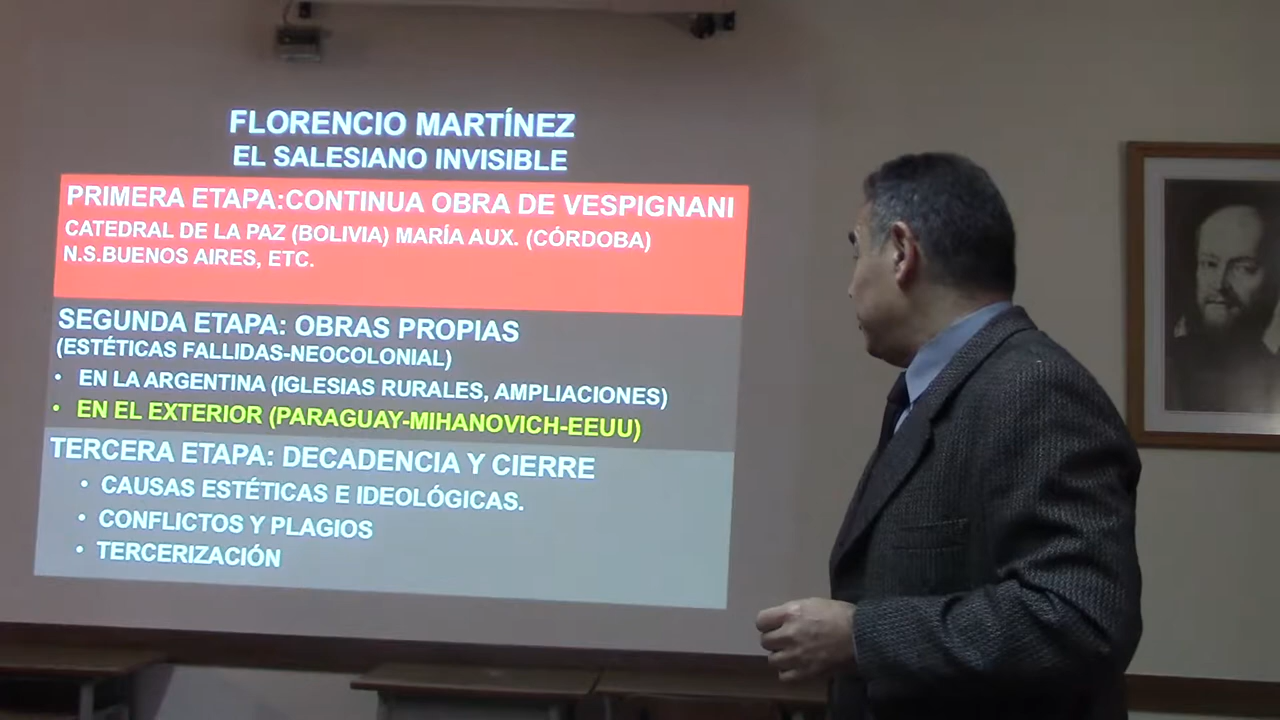 FLORENCIO MARTÍNEZ
EL SALESIANO INVISIBLE
PRIMERA ETAPA:CONTINUA OBRA DE VESPIGNANI
CATEDRAL DE LA PAZ (BOLIVIA) MARÍA AUX. (CÓRDOBA)
N.S.BUENOS AIRES, ETC.
SEGUNDA ETAPA: OBRAS PROPIAS
(ESTÉTICAS FALLIDAS-NEOCOLONIAL)
• EN LA ARGENTINA (IGLESIAS RURALES, AMPLIACIONES)
• EN EL EXTERIOR (PARAGUAY-MIHANOVICH-EEUU)
TERCERA ETAPA: DECADENCIA Y CIERRE
• CAUSAS ESTÉTICAS E IDEOLÓGICAS.
• CONFLICTOS Y PLAGIOS
• TERCERIZACIÓN